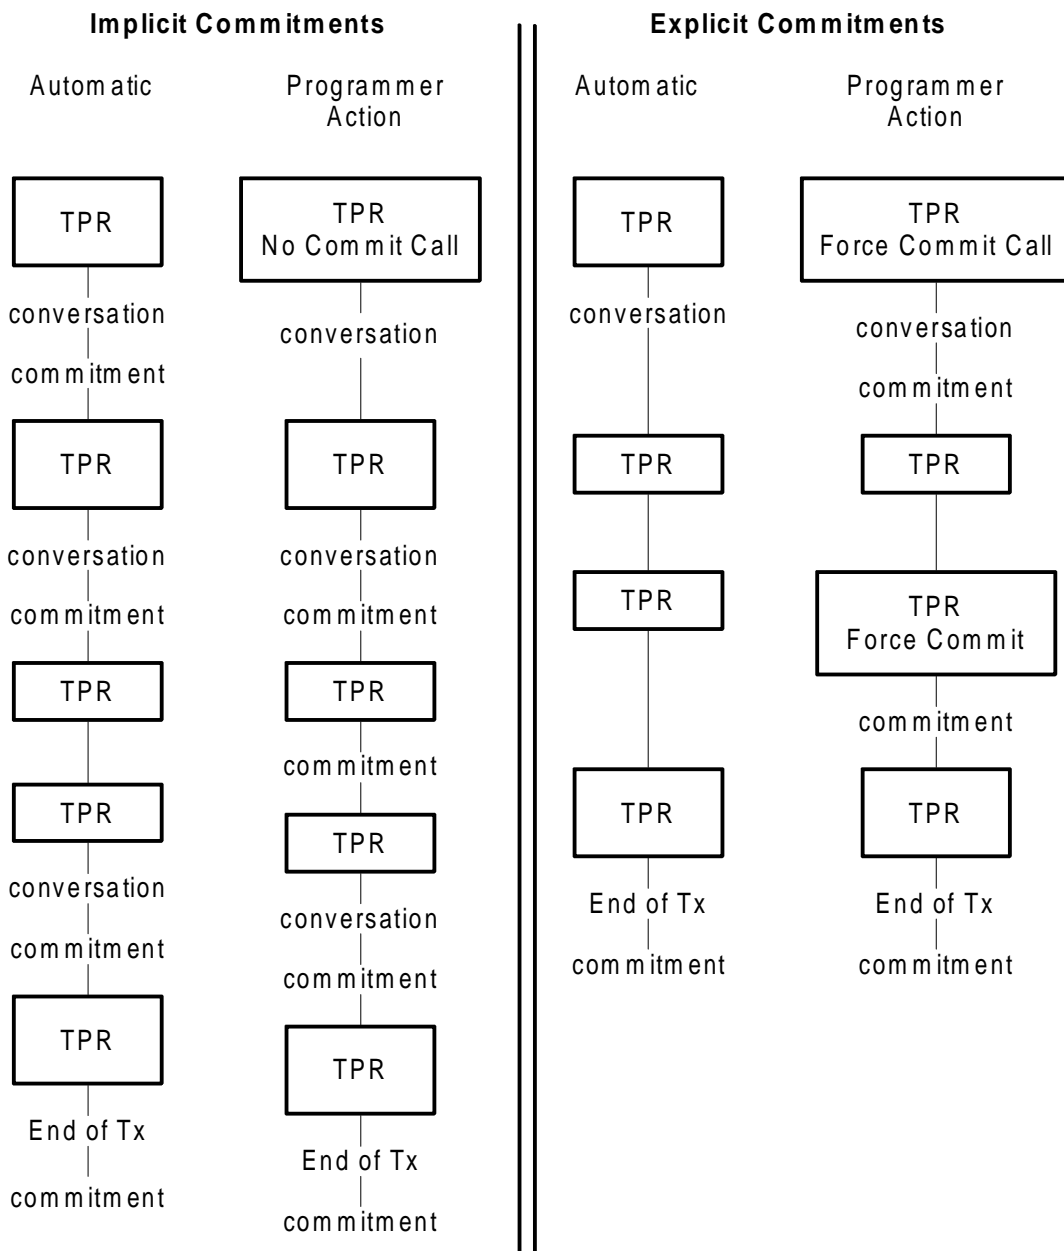 Implicit Commitments
Automatic
Programmer
Action
TPR
conversation
commitment
TPR
conversation
commitment
TPR
TPR
conversation
commitment
TPR
End of Tx
commitment
TPR
No Commit Call
conversation
TPR
conversation
commitment
TPR
commitment
TPR
conversation
commitment
TPR
End of Tx
commitment
Explicit Commitments
Automatic
Programmer
Action
TPR
conversation
TPR
TPR
TPR
End of Tx
commitment
TPR
Force Commit Call
conversation
commitment
TPR
TPR
Force Commit
commitment
TPR
End of Tx
commitment